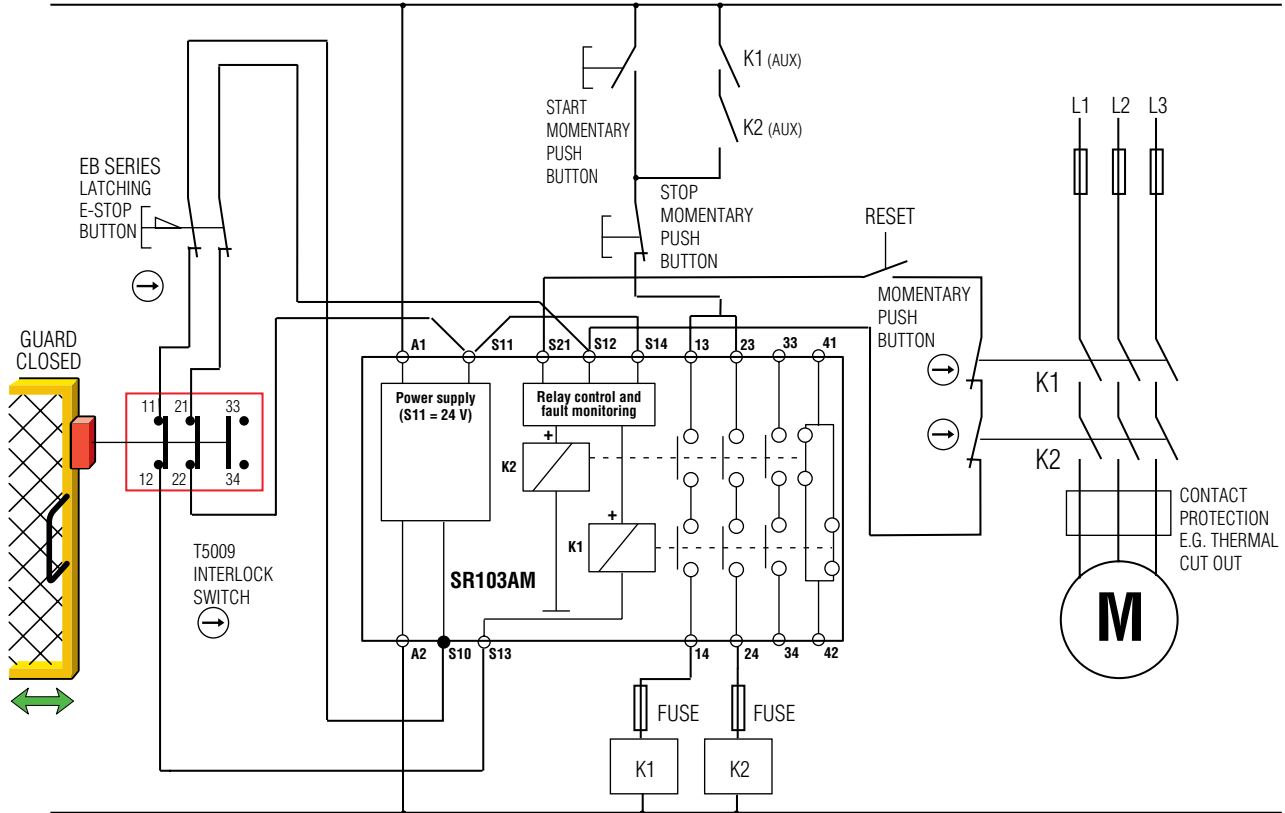 K1 (AUX)
K2 (AUX)
START
MOMENTARY
PUSH
BUTTON
L1 L2 L3
EB SERIES
LATCHING
E-STOP
BUTTON
STOP
MOMENTARY
PUSH
BUTTON
RESET
MOMENTARY
PUSH
BUTTON
GUARD
CLOSED
A1 S11 S21 S12 S14 13 23 33 41
K1
K2
11 21 33
12 22 34
Power supply
(S11 = 24 V)
Relay control and
fault monitoring
+
K2
+
K1
SR103AM
T5009
INTERLOCK
SWITCH
CONTACT
PROTECTION
E.G. THERMAL
CUT OUT
M
A2 S10 S13 14 24 34 42
FUSE FUSE
K1 K2